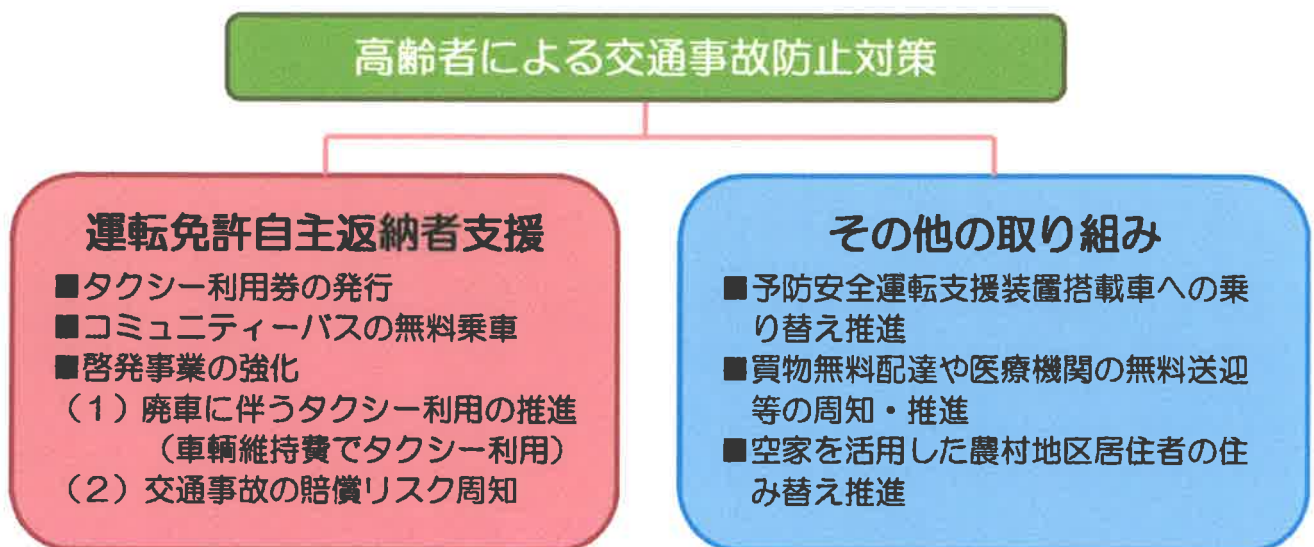 高齢者による交通事故防止対策
運転免許自主返納者支援
■タクシー利用券の発行
■コミュニティーバスの無料乗車
■啓発事業の強化
（１）廃車に伴うタクシー利用の推進
（車輌維持費でタクシー利用）
（２）交通事故の賠償リスク周知
その他の取り組み
■予防安全運転支援装置搭載車への乗
り替え推進
■買物無料配達や医療機関の無料送迎
等の周知・推進
■空家を活用した農村地区居住者の住
み替え推進